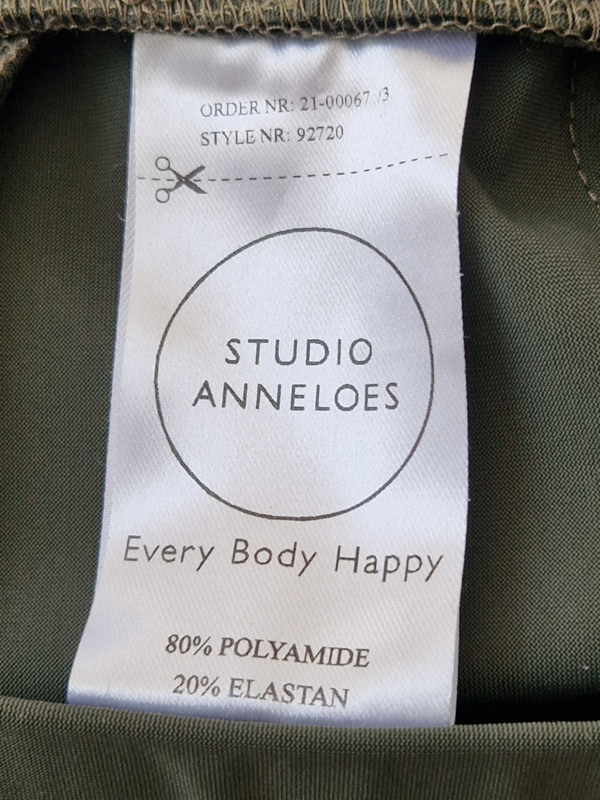 ORDER NR: 21-00067 /3
STYLE NR: 92720
STUDIO
ANNELOES
Every Body Happy
80% POLYAMIDE
20% ELASTAN